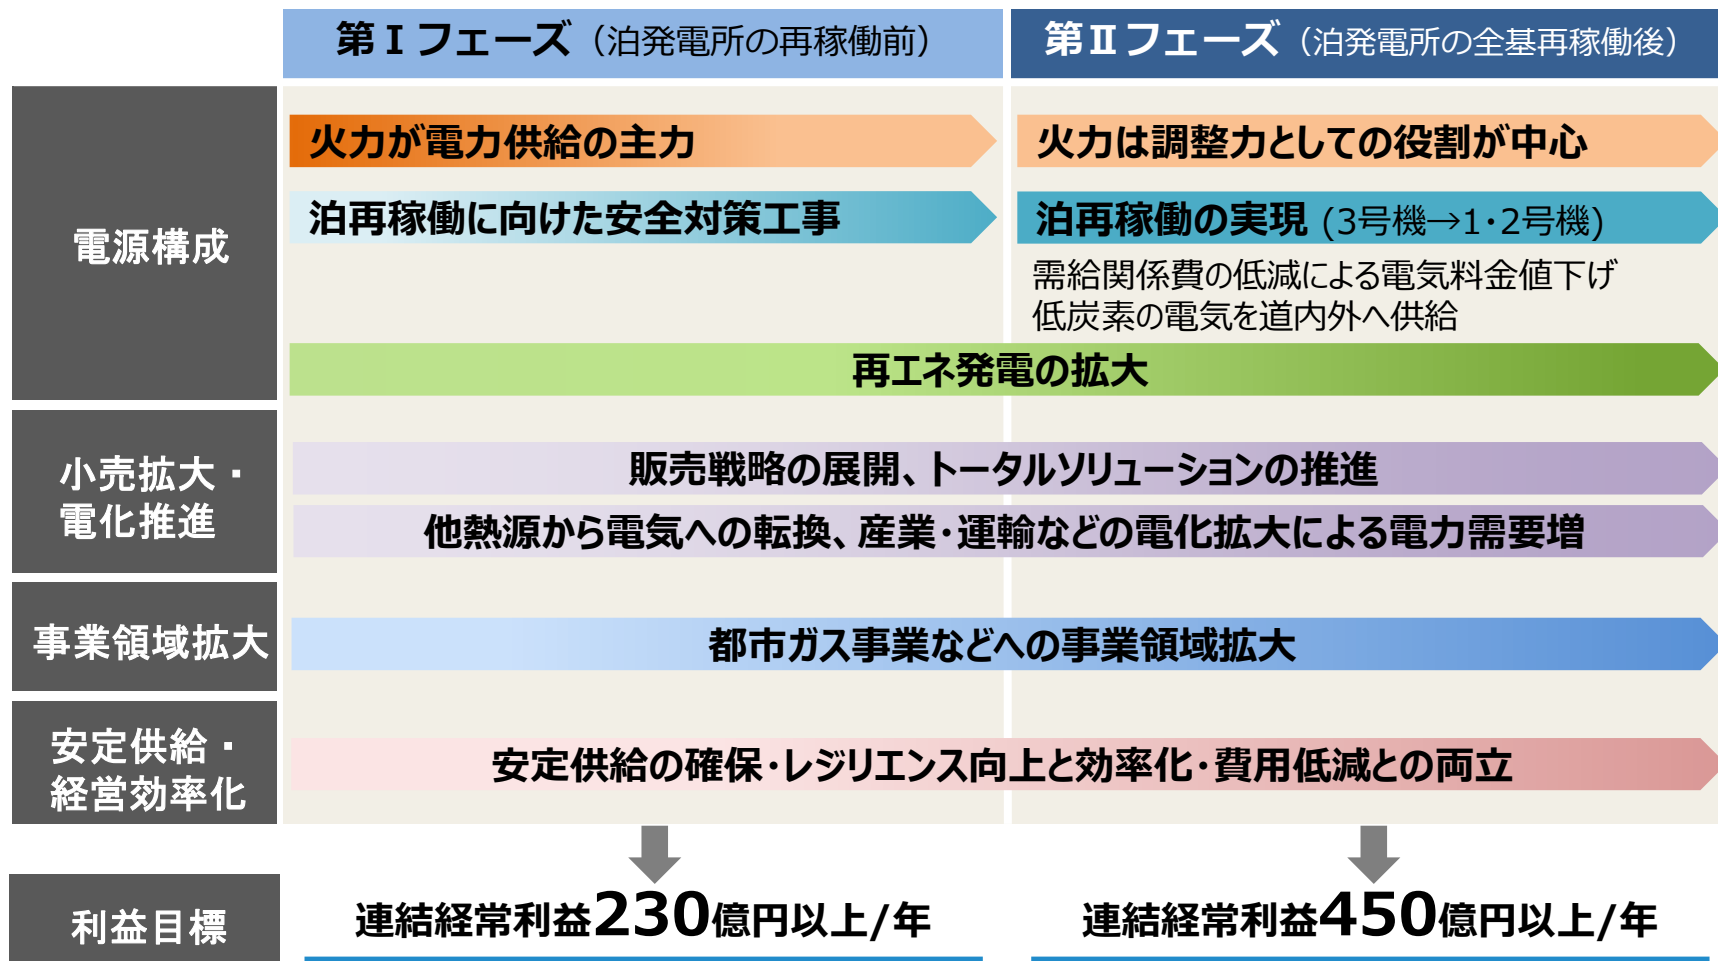 第Ⅰフェーズ（泊発電所の再稼働前）
第Ⅱフェーズ（泊発電所の全基再稼働後）
電源構成
火力が電力供給の主力
火力は調整力としての役割が中心
泊再稼働に向けた安全対策工事
泊再稼働の実現 (3号機→1・2号機)
需給関係費の低減による電気料金値下げ
低炭素の電気を道内外へ供給
再エネ発電の拡大
小売拡大・
電化推進
販売戦略の展開、トータルソリューションの推進
他熱源から電気への転換、産業・運輸などの電化拡大による電力需要増
事業領域拡大
都市ガス事業などへの事業領域拡大
安定供給・
経営効率化
安定供給の確保・レジリエンス向上と効率化・費用低減との両立
利益目標
連結経常利益230億円以上/年
連結経常利益450億円以上/年